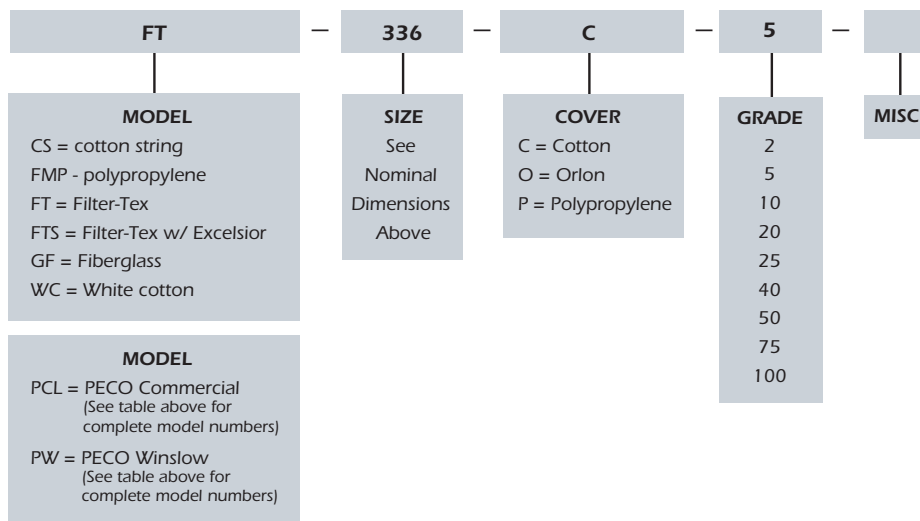 FT – 336 – C – 5 –
MODEL
CS = cotton string
FMP - polypropylene
FT = Filter-Tex
FTS = Filter-Tex w/ Excelsior
GF = Fiberglass
WC = White cotton
SIZE
See
Nominal
Dimensions
Above
COVER
C = Cotton
O = Orlon
P = Polypropylene
GRADE
2
5
10
20
25
40
50
75
100
MISC
MODEL
PCL = PECO Commercial
(See table above for
complete model numbers)
PW = PECO Winslow
(See table above for
complete model numbers)